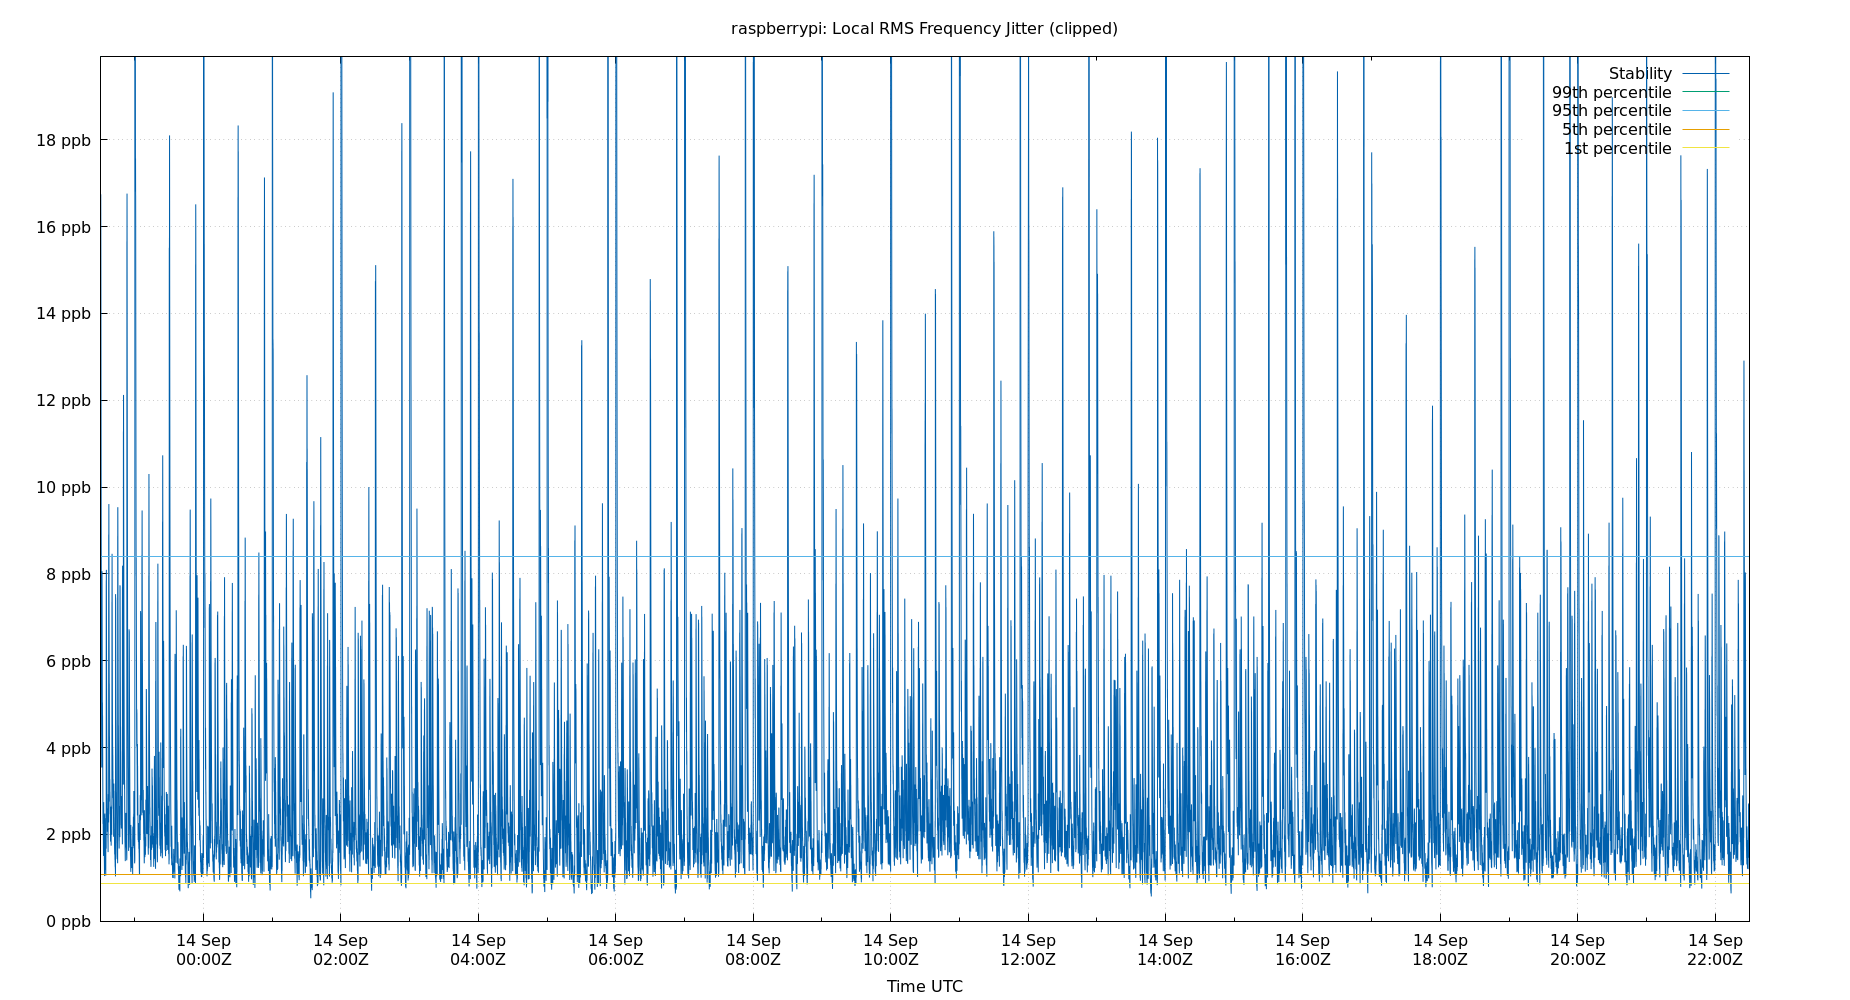 raspberrypi: Local RMS Frequency Jitter (clipped)
Stability
99th percentile
95th percentile
5th percentile
1st percentile
18 ppb
16 ppb
14 ppb
12 ppb
10 ppb
8 ppb
6 ppb
4 ppb
2 ppb
0 ppb
14 Sep 14 Sep 14 Sep 14 Sep 14 Sep 14 Sep 14 Sep 14 Sep 14 Sep 14 Sep 14 Sep 14 Sep
00:00Z 02:00Z 04:00Z 06:00Z 08:00Z 10:00Z 12:00Z 14:00Z 16:00Z 18:00Z 20:00Z 22:00Z
Time UTC